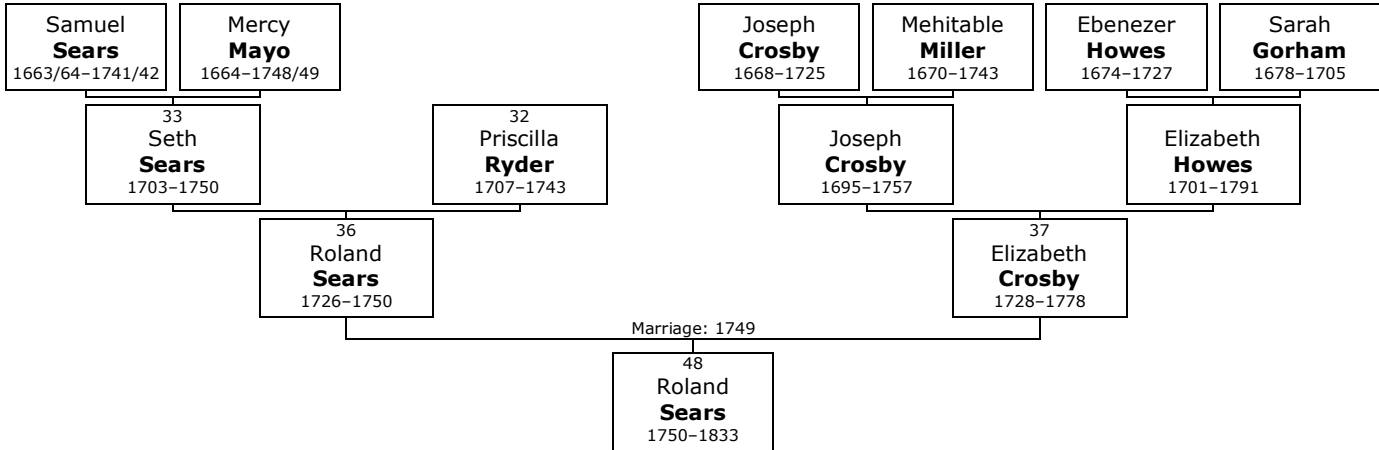 Samuel
Sears
1663/64–1741/42
Mercy
Mayo
1664–1748/49
Joseph
Crosby
1668–1725
Mehitable
Miller
1670–1743
Ebenezer
Howes
1674–1727
Sarah
Gorham
1678–1705
33
Seth
Sears
1703–1750
32
Priscilla
Ryder
1707–1743
Joseph
Crosby
1695–1757
Elizabeth
Howes
1701–1791
36
Roland
Sears
1726–1750
37
Elizabeth
Crosby
1728–1778
Marriage: 1749
48
Roland
Sears
1750–1833